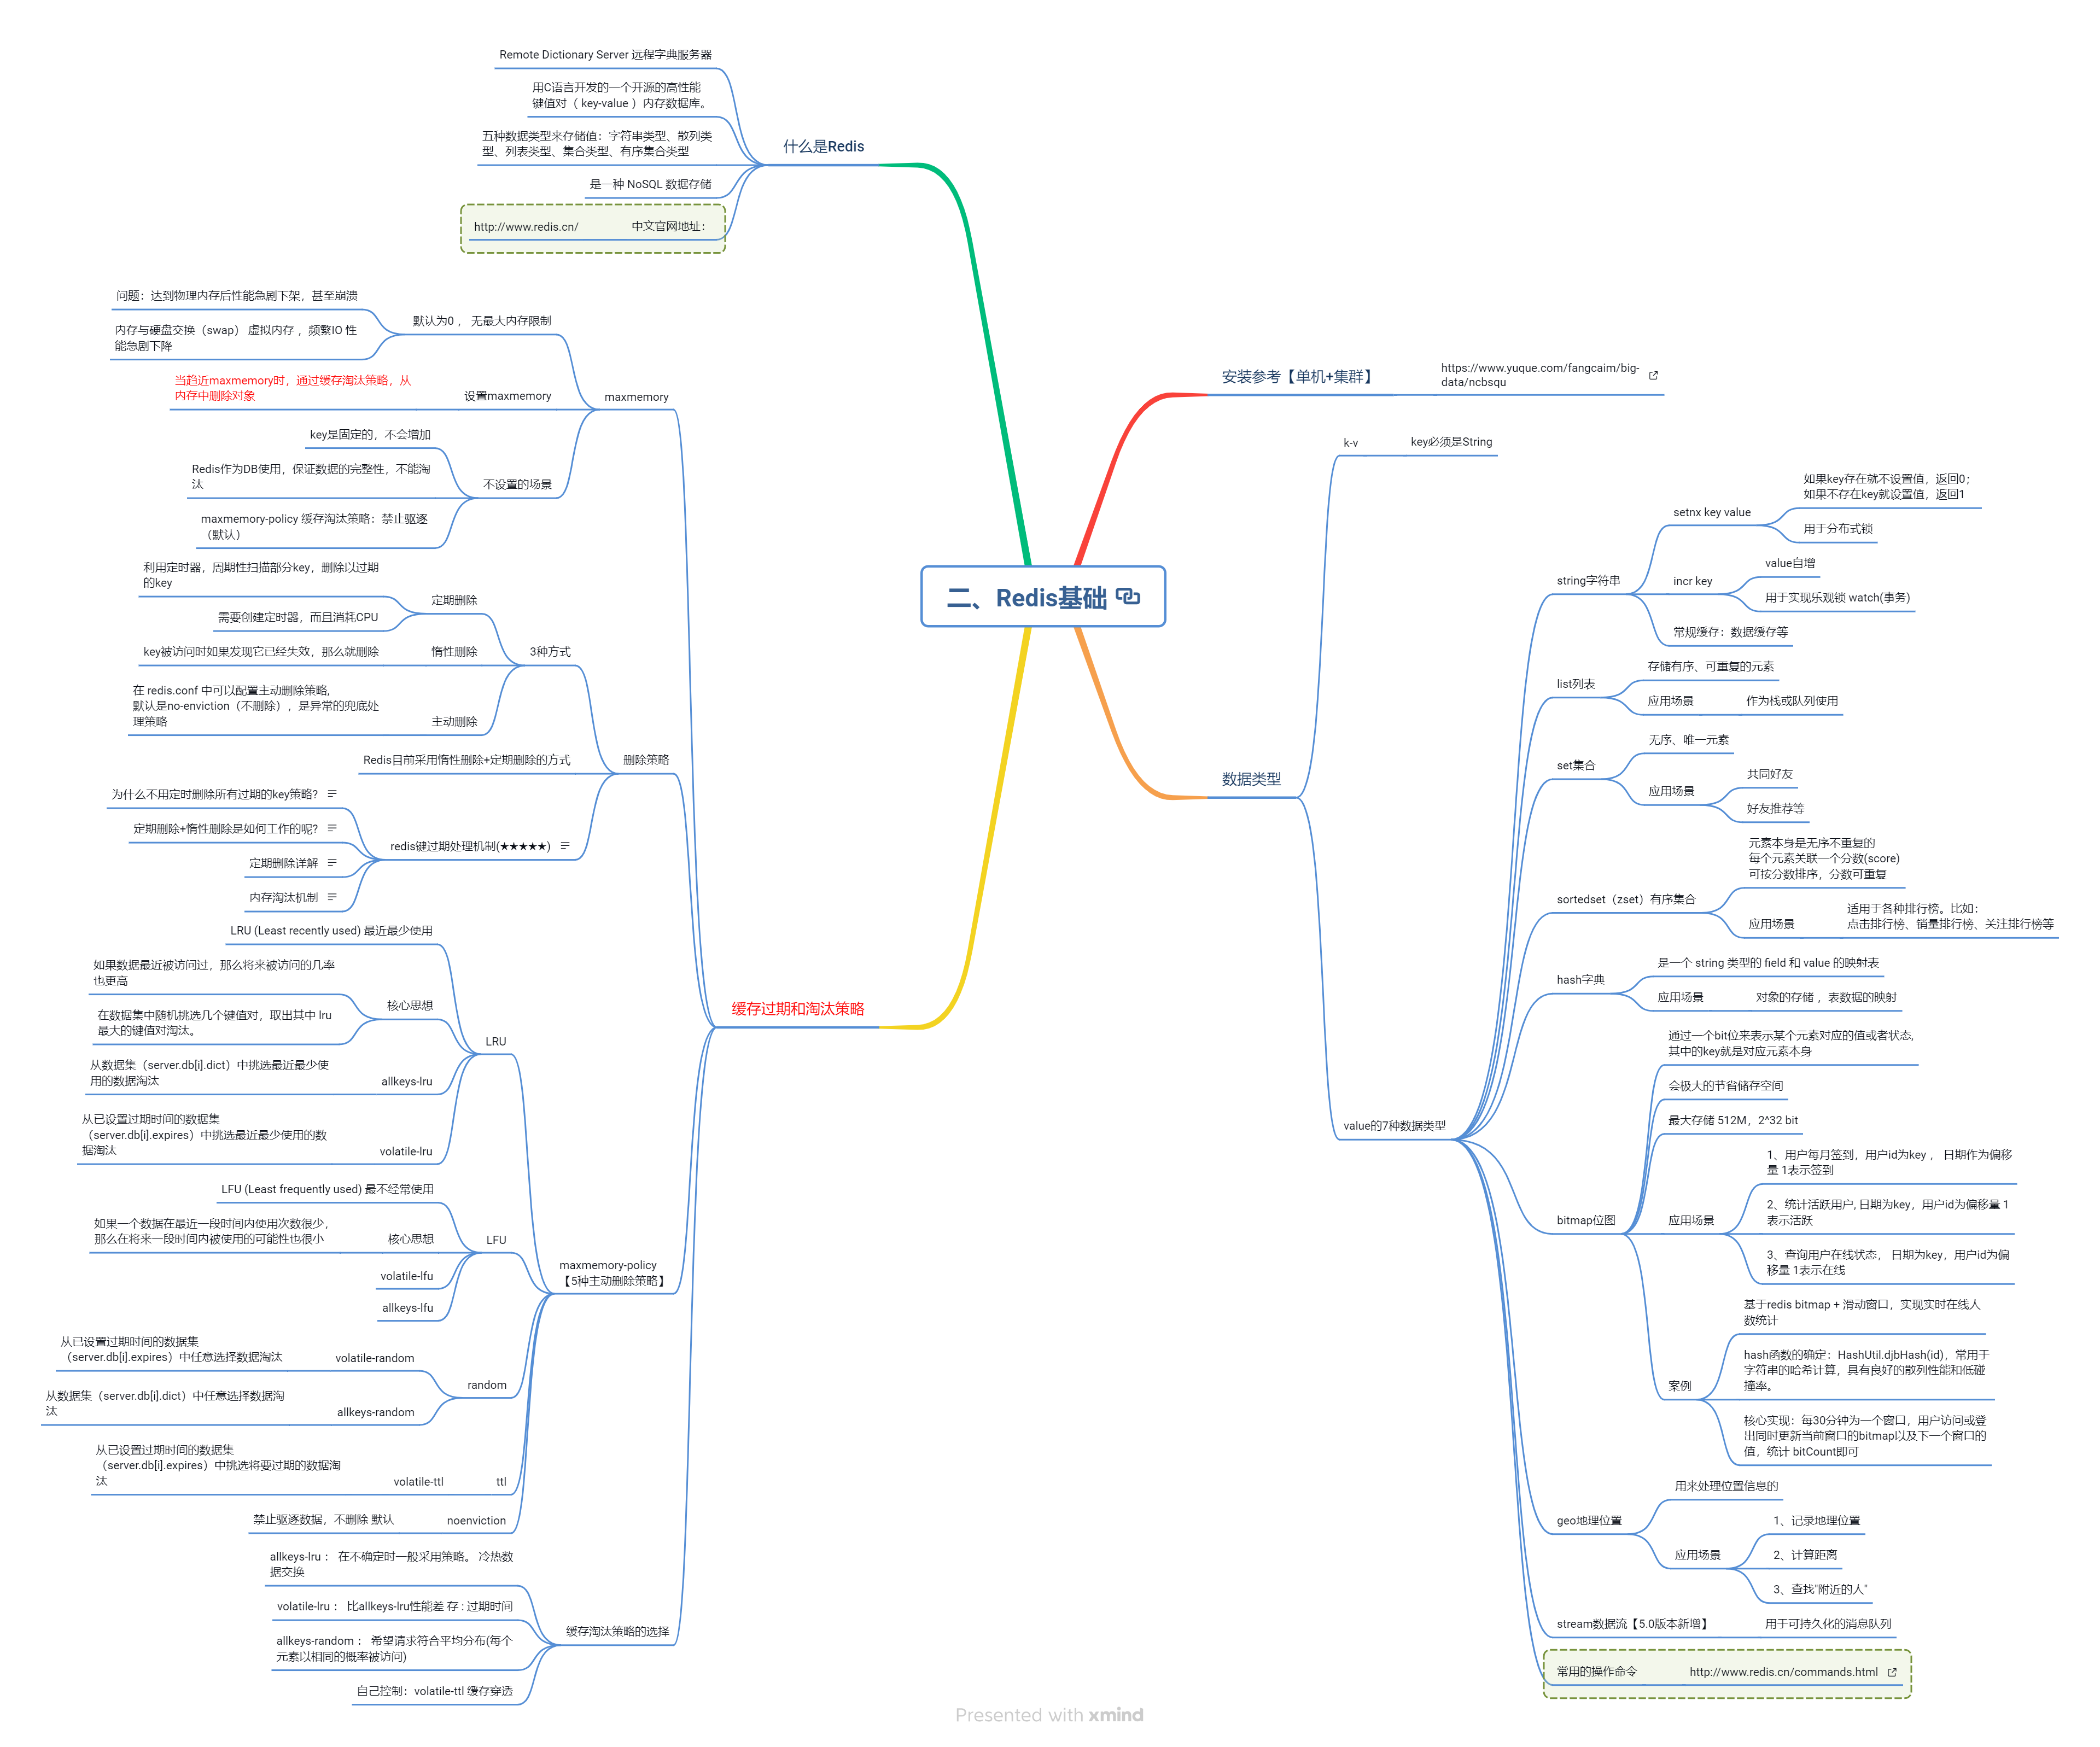 二、Redis基础
什么是Redis
Remote Dictionary Server 远程字典服务器
用C语言开发的一个开源的高性能
键值对（ key-value ）内存数据库。
五种数据类型来存储值：字符串类型、散列类
型、列表类型、集合类型、有序集合类型
是一种 NoSQL 数据存储
中文官网地址：
http://www.redis.cn/
安装参考【单机+集群】
https://www.yuque.com/fangcaim/big-
data/ncbsqu
数据类型
k-v
key必须是String
value的7种数据类型
string字符串
setnx key value
如果key存在就不设置值，返回0；
如果不存在key就设置值，返回1
用于分布式锁
incr key
value自增
用于实现乐观锁 watch(事务)
常规缓存：数据缓存等
list列表
存储有序、可重复的元素
应用场景
作为栈或队列使用
set集合
无序、唯一元素
应用场景
共同好友
好友推荐等
sortedset（zset）有序集合
元素本身是无序不重复的
每个元素关联一个分数(score)
可按分数排序，分数可重复
应用场景
适用于各种排行榜。比如：
点击排行榜、销量排行榜、关注排行榜等
hash字典
是一个 string 类型的 field 和 value 的映射表
应用场景
对象的存储 ，表数据的映射
bitmap位图
通过一个bit位来表示某个元素对应的值或者状态,
其中的key就是对应元素本身
会极大的节省储存空间
最大存储 512M，2^32 bit
应用场景
1、用户每月签到，用户id为key ， 日期作为偏移
量 1表示签到
2、统计活跃用户, 日期为key，用户id为偏移量 1
表示活跃
3、查询用户在线状态， 日期为key，用户id为偏
移量 1表示在线
案例
基于redis bitmap + 滑动窗口，实现实时在线人
数统计
hash函数的确定：HashUtil.djbHash(id)，常用于
字符串的哈希计算，具有良好的散列性能和低碰
撞率。
核心实现：每30分钟为一个窗口，用户访问或登
出同时更新当前窗口的bitmap以及下一个窗口的
值，统计 bitCount即可
geo地理位置
用来处理位置信息的
应用场景
1、记录地理位置
2、计算距离
3、查找"附近的人"
stream数据流【5.0版本新增】
用于可持久化的消息队列
常用的操作命令
http://www.redis.cn/commands.html
缓存过期和淘汰策略
maxmemory
默认为0 ， 无最大内存限制
问题：达到物理内存后性能急剧下架，甚至崩溃
内存与硬盘交换（swap） 虚拟内存 ，频繁IO 性
能急剧下降
设置maxmemory
当趋近maxmemory时，通过缓存淘汰策略，从
内存中删除对象
不设置的场景
key是固定的，不会增加
Redis作为DB使用，保证数据的完整性，不能淘
汰
maxmemory-policy 缓存淘汰策略：禁止驱逐
（默认）
删除策略
3种方式
定期删除
利用定时器，周期性扫描部分key，删除以过期
的key
需要创建定时器，而且消耗CPU
惰性删除
key被访问时如果发现它已经失效，那么就删除
主动删除
在 redis.conf 中可以配置主动删除策略,
默认是no-enviction（不删除），是异常的兜底处
理策略
Redis目前采用惰性删除+定期删除的方式
redis键过期处理机制(★★★★★)
为什么不用定时删除所有过期的key策略?
定期删除+惰性删除是如何工作的呢?
定期删除详解
内存淘汰机制
maxmemory-policy
【5种主动删除策略】
LRU
LRU (Least recently used) 最近最少使用
核心思想
如果数据最近被访问过，那么将来被访问的几率
也更高
在数据集中随机挑选几个键值对，取出其中 lru
最大的键值对淘汰。
allkeys-lru
从数据集（server.db[i].dict）中挑选最近最少使
用的数据淘汰
volatile-lru
从已设置过期时间的数据集
（server.db[i].expires）中挑选最近最少使用的数
据淘汰
LFU
LFU (Least frequently used) 最不经常使用
核心思想
如果一个数据在最近一段时间内使用次数很少，
那么在将来一段时间内被使用的可能性也很小
volatile-lfu
allkeys-lfu
random
volatile-random
从已设置过期时间的数据集
（server.db[i].expires）中任意选择数据淘汰
allkeys-random
从数据集（server.db[i].dict）中任意选择数据淘
汰
ttl
volatile-ttl
从已设置过期时间的数据集
（server.db[i].expires）中挑选将要过期的数据淘
汰
noenviction
禁止驱逐数据，不删除 默认
缓存淘汰策略的选择
allkeys-lru ： 在不确定时一般采用策略。 冷热数
据交换
volatile-lru ： 比allkeys-lru性能差 存 : 过期时间
allkeys-random ： 希望请求符合平均分布(每个
元素以相同的概率被访问)
自己控制：volatile-ttl 缓存穿透
Presented with xmind